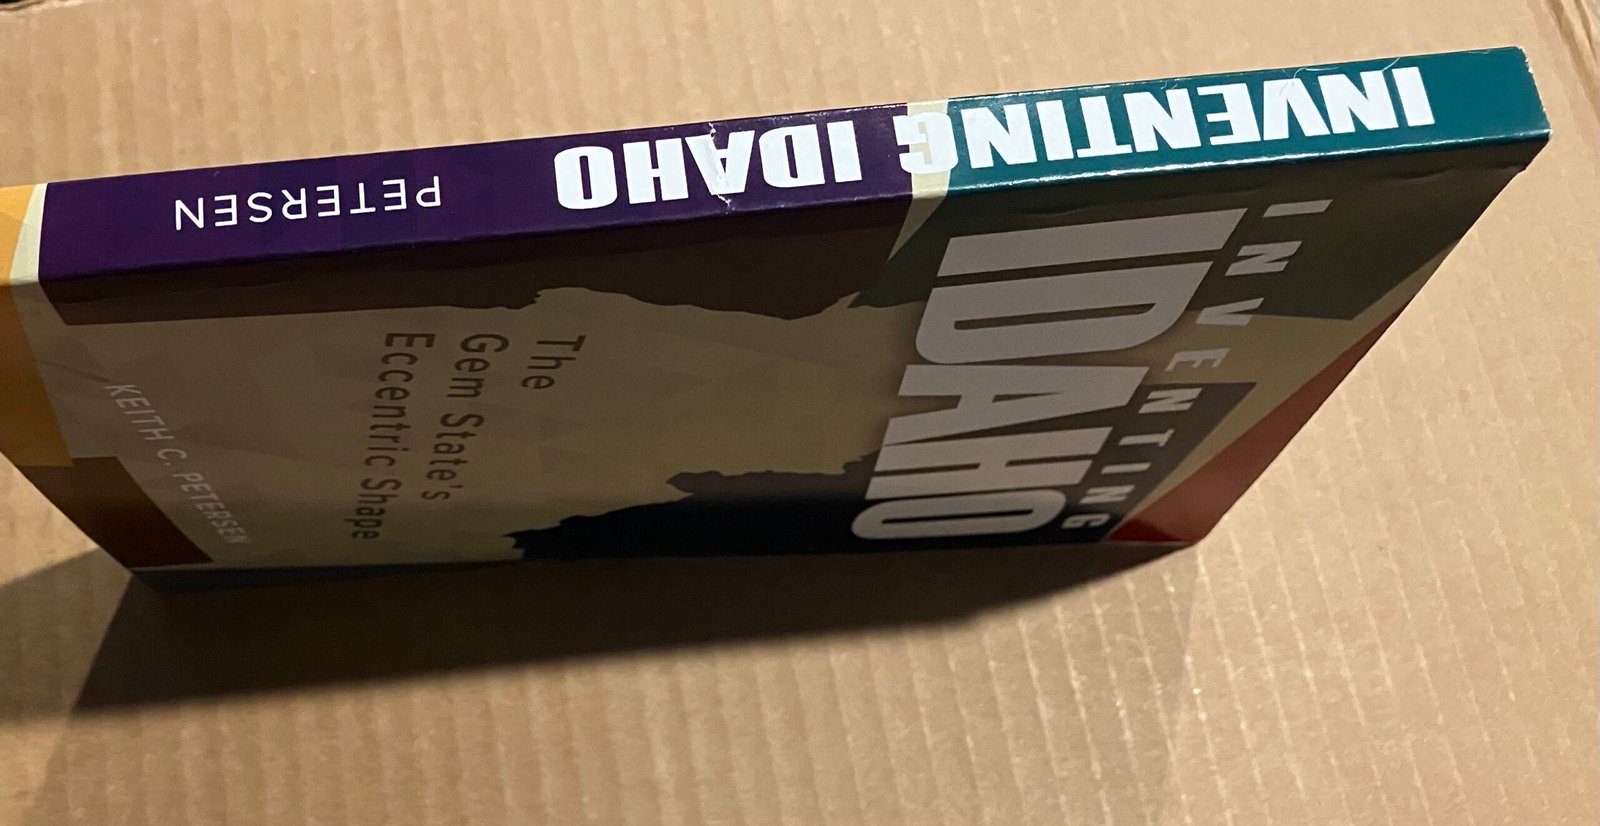 INVENTING IDAHO
PETERSEN
INVENTING
IDAHO
The
Gem State's
Eccentric Shape
KEITH C. PETERSEN